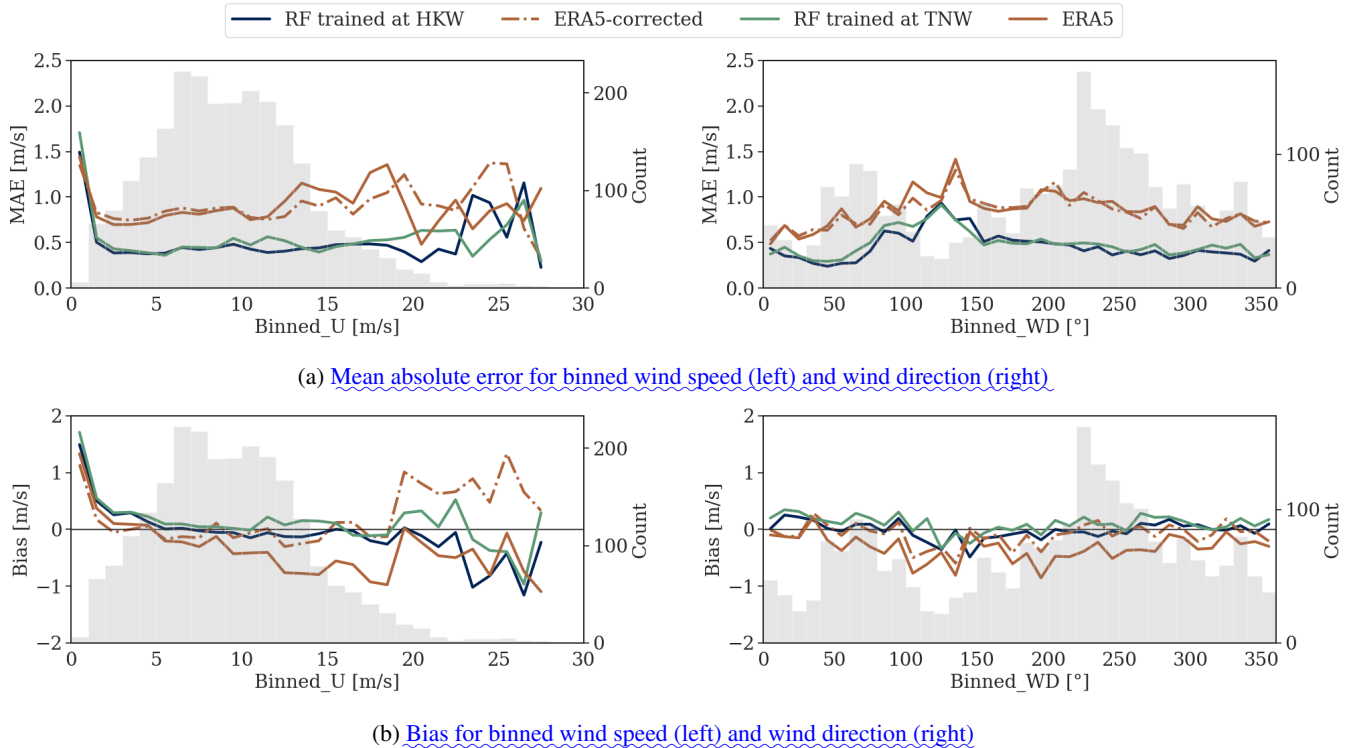 RF trained at HKW ERA5-corrected RF trained at TNW ERA5
2.5 2.5
200
2.0 2.0
MAE [m/s] 1.5 Count MAE [m/s] 1.5 Count
100 100
1.0 1.0
0.5 0.5
0.0 0 0.0 0
0 5 10 15 20 25 30 0 50 100 150 200 250 300 350
Binned_U [m/s] Binned_WD [°]
(a) Mean absolute error for binned wind speed (left) and wind direction (right)
2 2
200
1 1
Bias [m/s] 0 Count Bias [m/s] 0 Count
100 100
−1 −1
−2 0 −2 0
0 5 10 15 20 25 30 0 50 100 150 200 250 300 350
Binned_U [m/s] Binned_WD [°]
(b) Bias for binned wind speed (left) and wind direction (right)